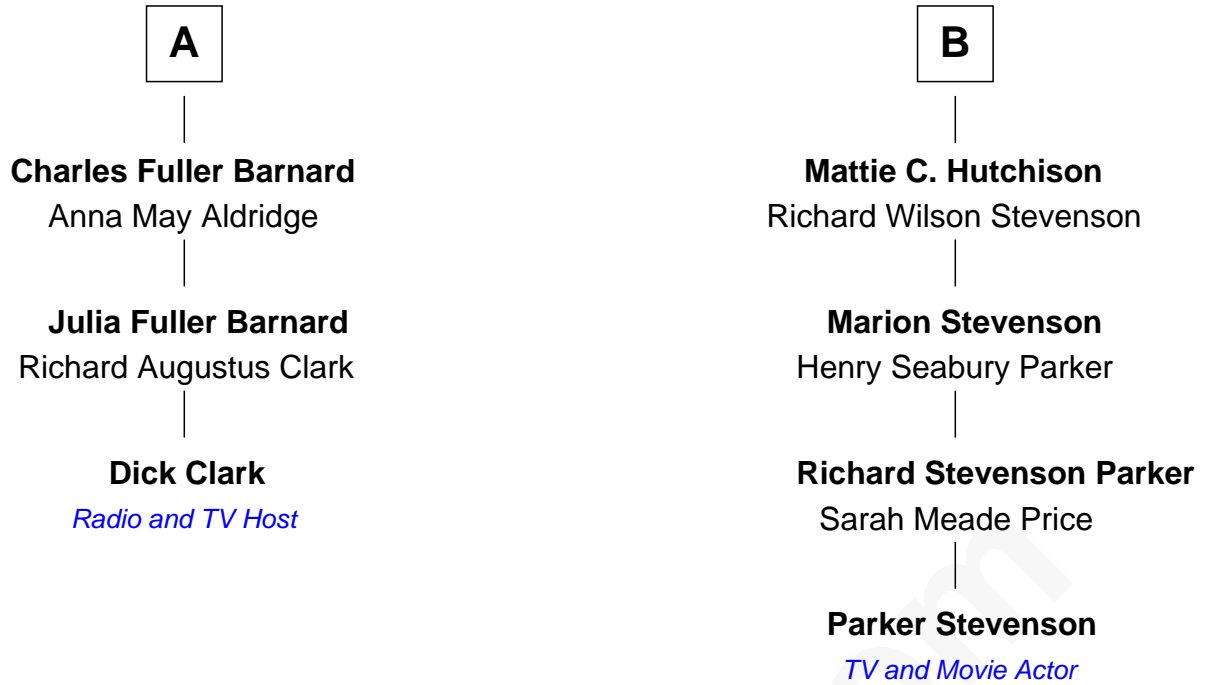 A
Charles Fuller Barnard
Anna May Aldridge
Julia Fuller Barnard
Richard Augustus Clark
Dick Clark
Radio and TV Host
B
Mattie C. Hutchison
Richard Wilson Stevenson
Marion Stevenson
Henry Seabury Parker
Richard Stevenson Parker
Sarah Meade Price
Parker Stevenson
TV and Movie Actor